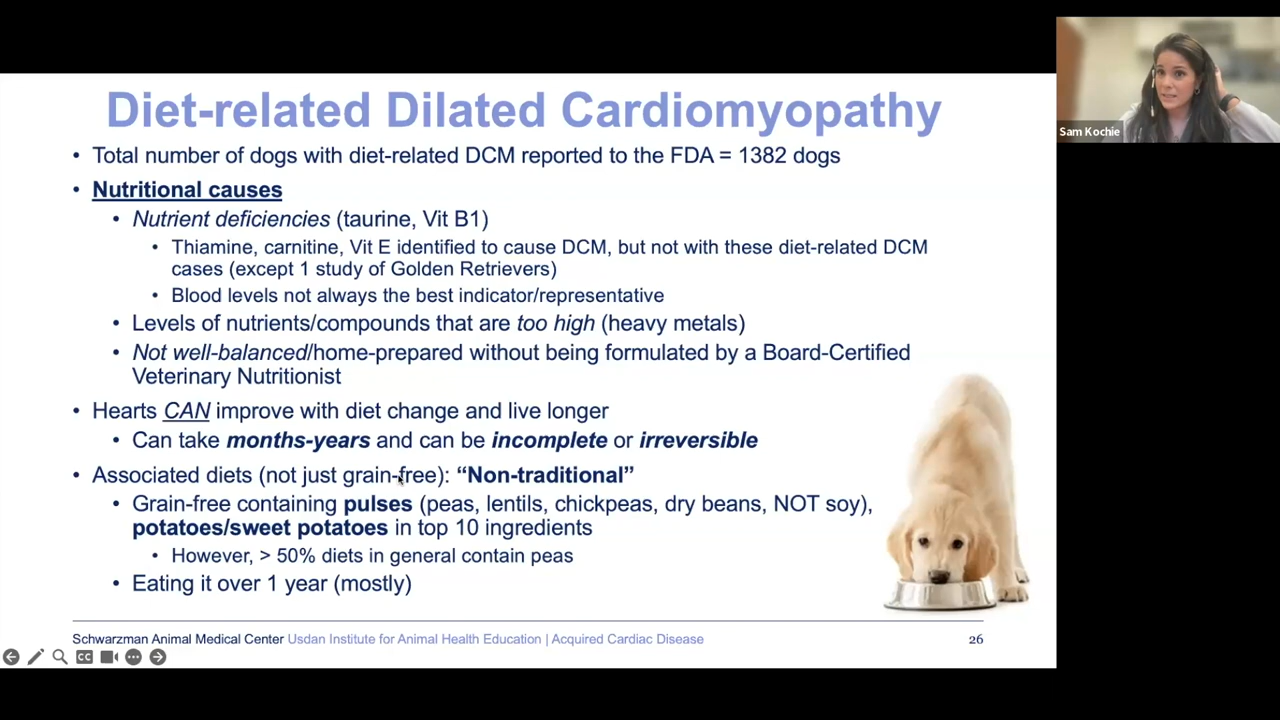 Diet-related Dilated Cardiomyopathy
• Total number of dogs with diet-related DCM reported to the FDA = 1382 dogs
• Nutritional causes
• Nutrient deficiencies (taurine, Vit B1)
• Thiamine, carnitine, Vit E identified to cause DCM, but not with these diet-related DCM
cases (except 1 study of Golden Retrievers)
• Blood levels not always the best indicator/representative
• Levels of nutrients/compounds that are too high (heavy metals)
• Not well-balanced/home-prepared without being formulated by a Board-Certified
Veterinary Nutritionist
• Hearts CAN improve with diet change and live longer
• Can take months-years and can be incomplete or irreversible
• Associated diets (not just grain-free): “Non-traditional”
• Grain-free containing pulses (peas, lentils, chickpeas, dry beans, NOT soy),
potatoes/sweet potatoes in top 10 ingredients
• However, > 50% diets in general contain peas
• Eating it over 1 year (mostly)
Schwarzman Animal Medical Center Usdan Institute for Animal Health Education | Acquired Cardiac Disease
26
CC
Sam Kochie